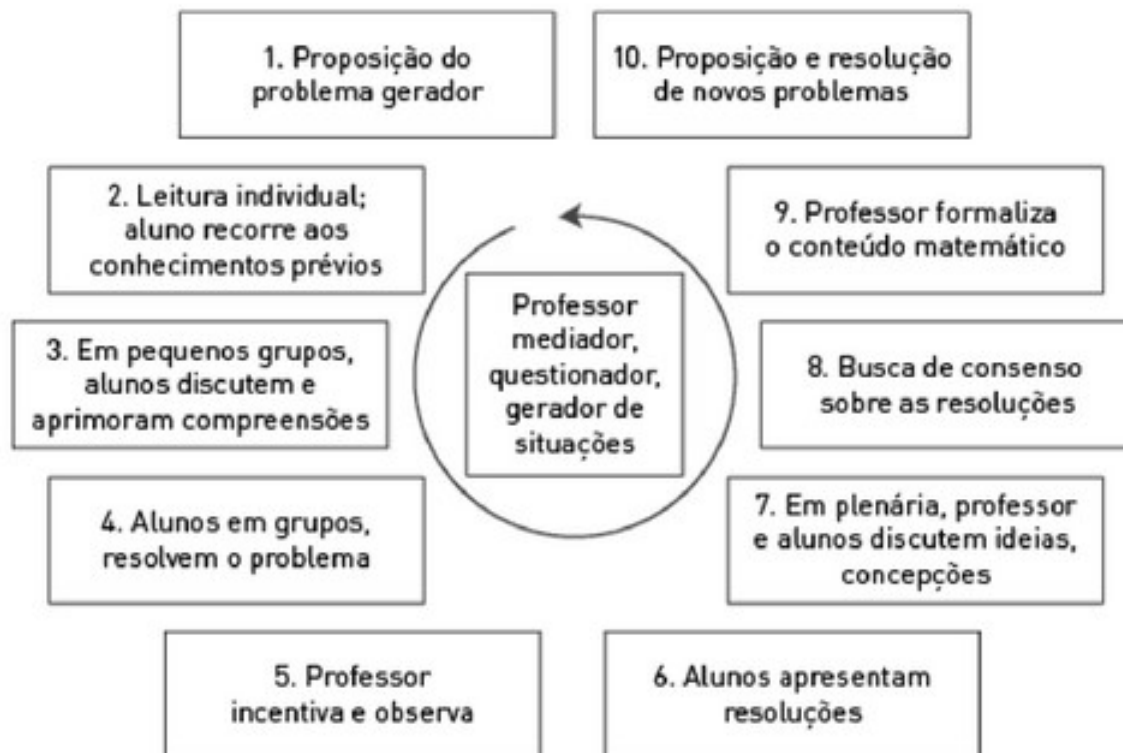 1. Proposição do
problema gerador
10. Proposição e resolução
de novos problemas
2. Leitura individual;
aluno recorre aos
conhecimentos prévios
9. Professor formaliza
o conteúdo matemático
Professor
mediador,
questionador,
gerador de
situações
3. Em pequenos grupos,
alunos discutem e
aprimoram compreensões
8. Busca de consenso
sobre as resoluções
4. Alunos em grupos,
resolvem o problema
7. Em plenária, professor
e alunos discutem ideias,
concepções
5. Professor
incentiva e observa
6. Alunos apresentam
resoluções